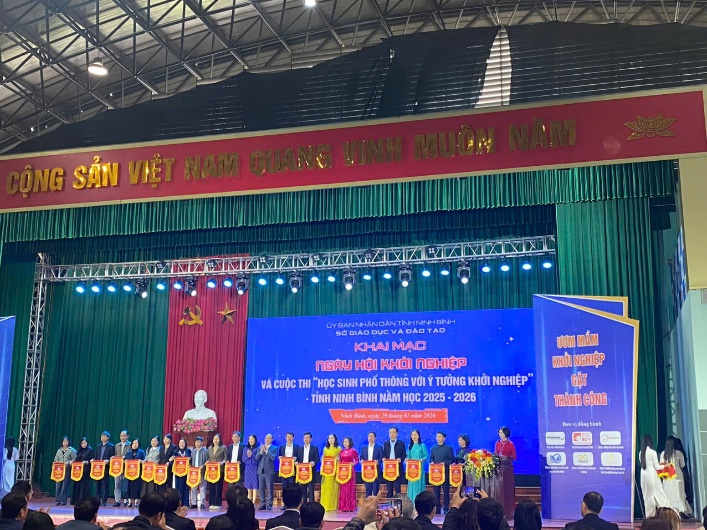 CỘNG SẢN VIỆT NAM QUANG VINH MUÔN NĂM
ỦY BAN NHÂN DÂN TỈNH NINH BÌNH
SỞ GIÁO DỤC VÀ ĐÀO TẠO
KHAI MẠC
NGÀY HỘI KHỞI NGHIỆP
VÀ CUỘC THI "HỌC SINH PHỔ THÔNG VỚI Ý TƯỞNG KHỞI NGHIỆP"
TỈNH NINH BÌNH NĂM HỌC 2025 - 2026
Ninh Bình, ngày 29 tháng 01 năm 2026
ƯƠM MẦM
KHỞI NGHIỆP
GẶT
THÀNH CÔNG
Đơn vị đồng hành